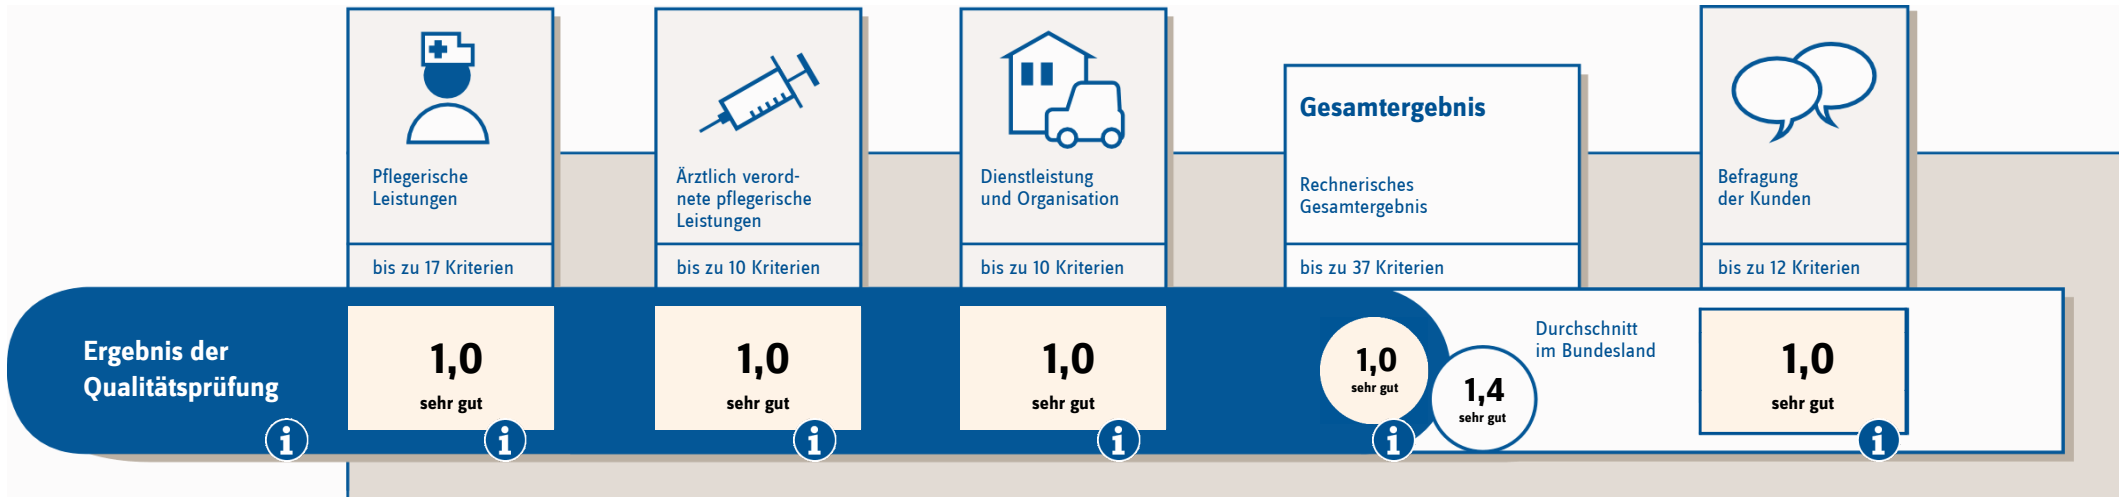 Pflegerische
Leistungen
bis zu 17 Kriterien
Ärztlich verord-
nete pflegerische
Leistungen
bis zu 10 Kriterien
Dienstleistung
und Organisation
bis zu 10 Kriterien
Gesamtergebnis
Rechnerisches
Gesamtergebnis
bis zu 37 Kriterien
Befragung
der Kunden
bis zu 12 Kriterien
Ergebnis der
Qualitätsprüfung
i
1,0
sehr gut
i
1,0
sehr gut
i
1,0
sehr gut
i
1,0
sehr gut
i
1,4
sehr gut
Durchschnitt
im Bundesland
1,0
sehr gut
i